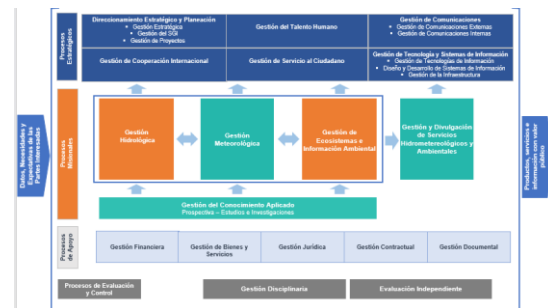 Procesos
Estratégicos
Direccionamiento Estratégico y Planeación
• Gestión Estratégica
• Gestión del SGI
• Gestión de Proyectos
Gestión del Talento Humano
Gestión de Comunicaciones
• Gestión de Comunicaciones Externas
• Gestión de Comunicaciones Internas
Gestión de Cooperación Internacional
Gestión de Servicio al Ciudadano
Gestión de Tecnología y Sistemas de Información
• Gestión de Tecnologías de Información
• Diseño y Desarrollo de Sistemas de Información
• Gestión de la Infraestructura
Datos, Necesidades y
Expectativas de las
Partes Interesadas
Procesos
Misionales
Gestión
Hidrológica
Gestión
Meteorológica
Gestión de
Ecosistemas e
Información Ambiental
Gestión y Divulgación
de Servicios
Hidrometereológicos y
Ambientales
Productos, servicios e
información con valor
público
Gestión del Conocimiento Aplicado
Prospectes – Estudios e Investigaciones
Procesos
de Apoyo
Gestión Financiera
Gestión de Bienes y
Servicios
Gestión Jurídica
Gestión Contractual
Gestión Documental
Procesos de Evaluación
y Control
Gestión Disciplinaria
Evaluación Independiente